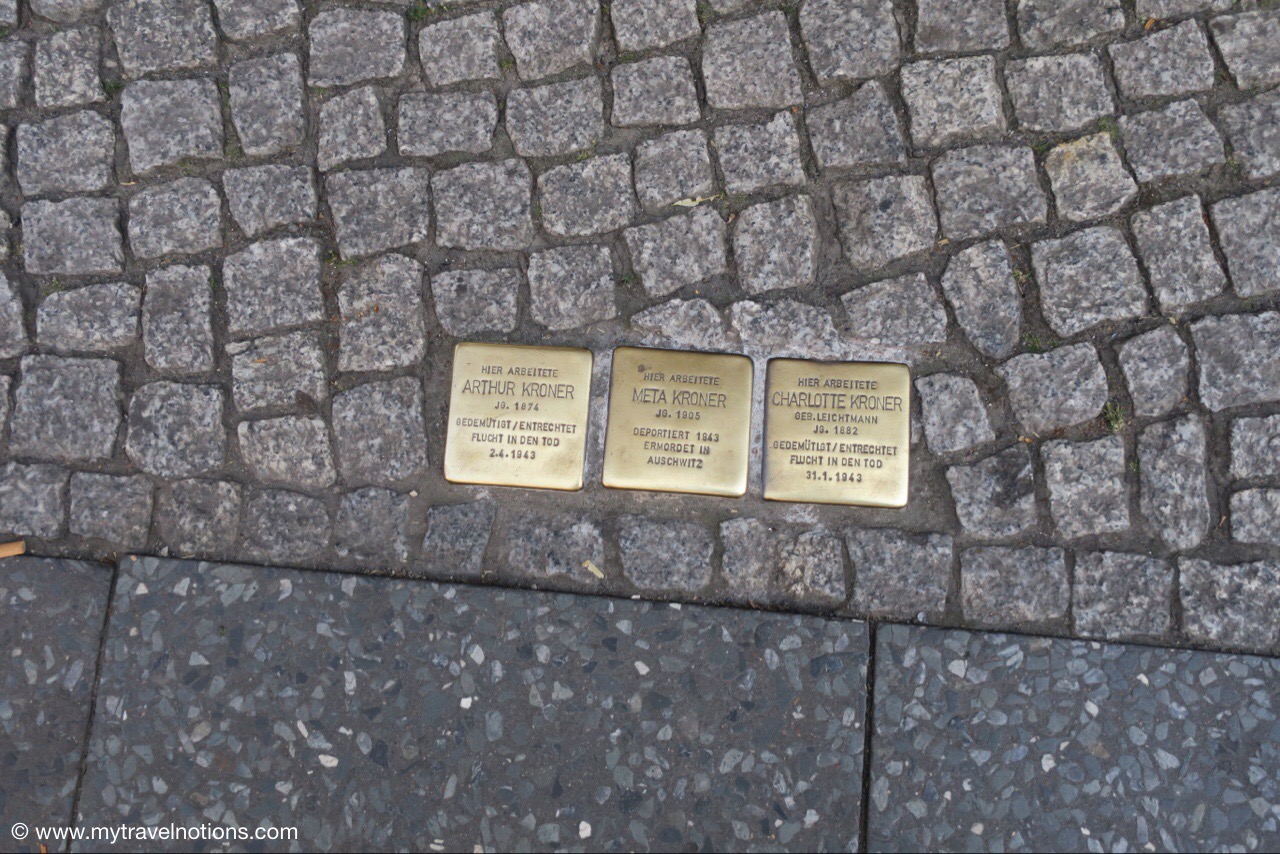 HIER ARBEITETE
ARTHUR KRONER
JG. 1874
GEDEMÜTIGT/ENTRECHTET
FLUCHT IN DEN TOD
2.4.1943
HIER ARBEITETE
META KRONER
JG. 1905
DEPORTIERT 1943
ERMORDET IN
AUSCHWITZ
HIER ARBEITETE
CHARLOTTE KRONER
GEB. LEICHTMANN
JG. 1882
GEDEMÜTIGT/ENTRECHTET
FLUCHT IN DEN TOD
31.1.1943
© www.mytravelnotions.com